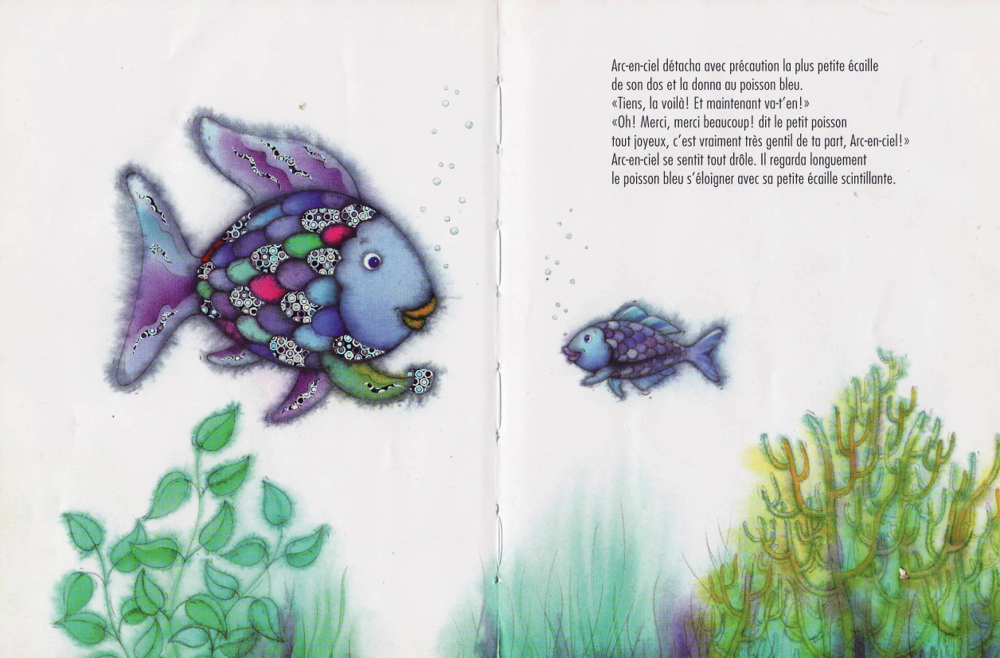 Arc-en-ciel détacha avec précaution la plus petite écaille
de son dos et la donna au poisson bleu.
«Tiens, la voilà! Et maintenant va-t'en!»
«Oh! Merci, merci beaucoup! dit le petit poisson
tout joyeux, c'est vraiment très gentil de ta part, Arc-en-ciel!»
Arc-en-ciel se sentit tout drôle. Il regarda longuement
le poisson bleu s'éloigner avec sa petite écaille scintillante.